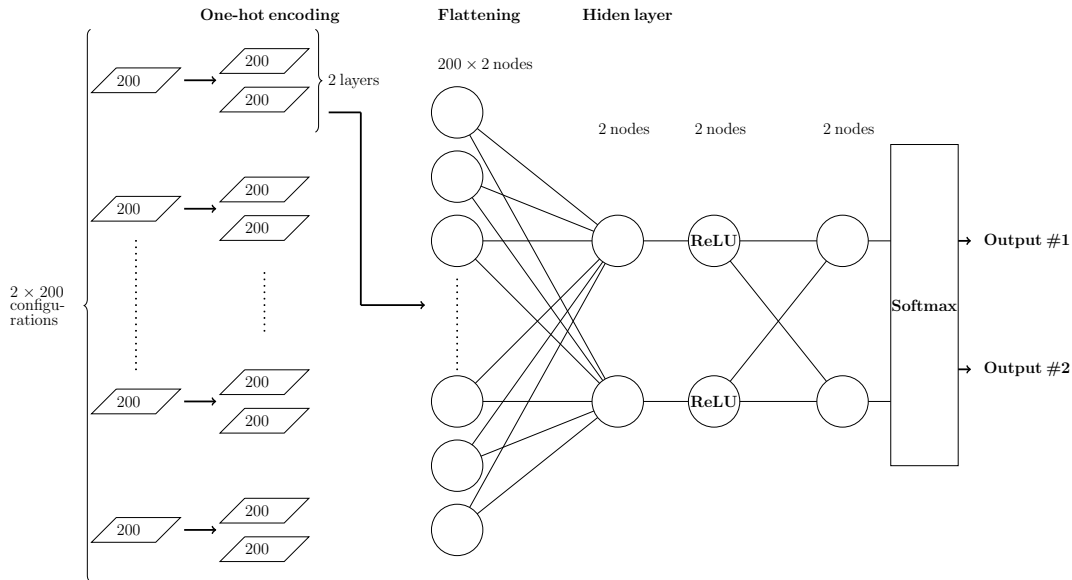 One-hot encoding
Flattening
Hiden layer
200
200
200
2 layers
200 × 2 nodes
2 nodes
2 nodes
2 nodes
200
200
200
ReLU
Output #1
2 × 200
configu-
rations
Softmax
Output #2
200
200
200
ReLU
200
200
200